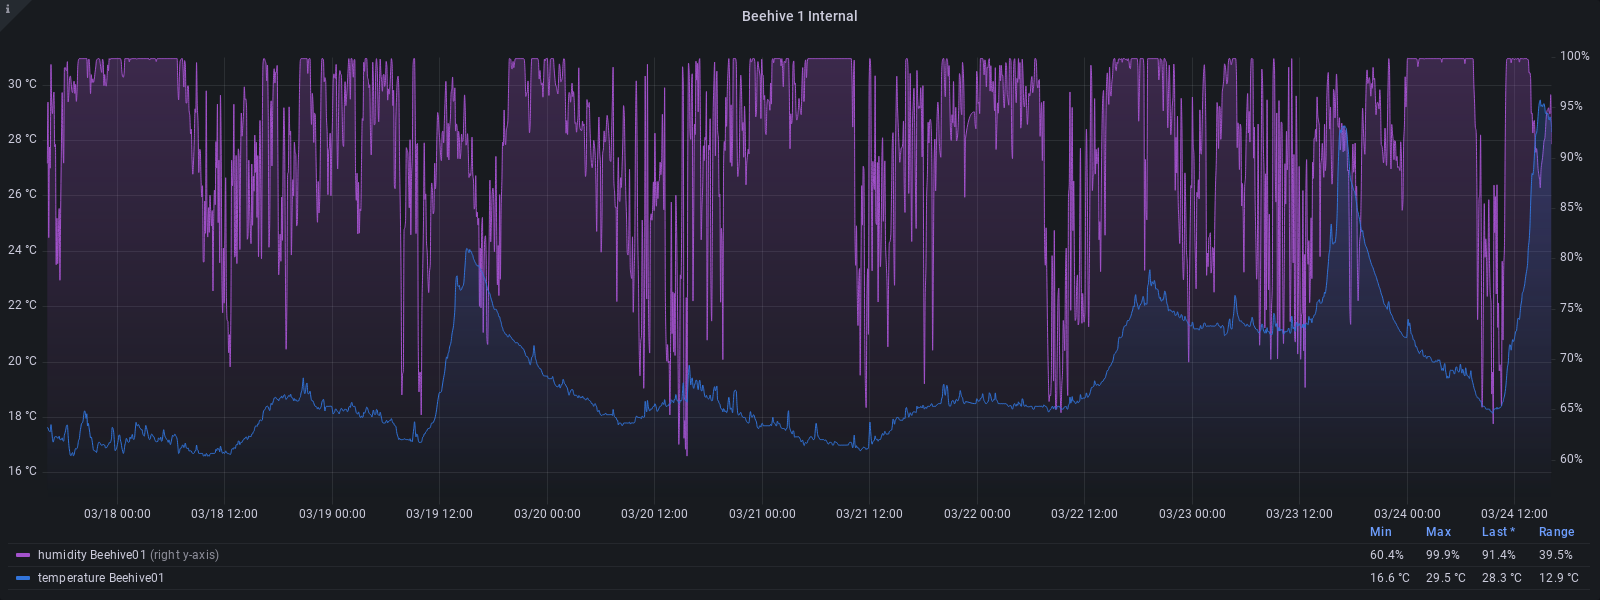 i
Beehive 1 Internal
30 °C
28 °C
26 °C
24 °C
22 °C
20 °C
18 °C
16 °C
100%
95%
90%
85%
80%
75%
70%
65%
60%
03/18 00:00 03/18 12:00 03/19 00:00 03/19 12:00 03/20 00:00 03/20 12:00 03/21 00:00 03/21 12:00 03/22 00:00 03/22 12:00 03/23 00:00 03/23 12:00 03/24 00:00 03/24 12:00
Min Max Last * Range
humidity Beehive01 (right y-axis) 60.4% 99.9% 91.4% 39.5%
temperature Beehive01 16.6 °C 29.5 °C 28.3 °C 12.9 °C